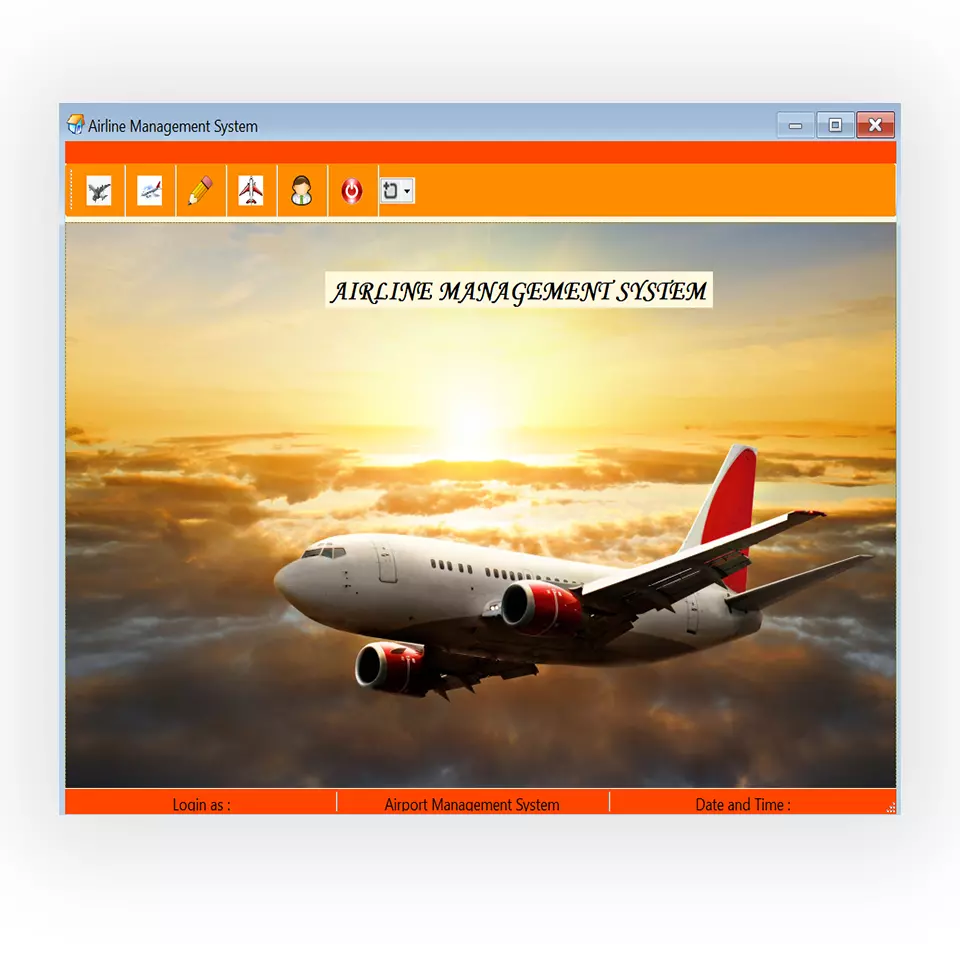 Airline Management System
AIRLINE MANAGEMENT SYSTEM
Login as :
Airport Management System
Date and Time :